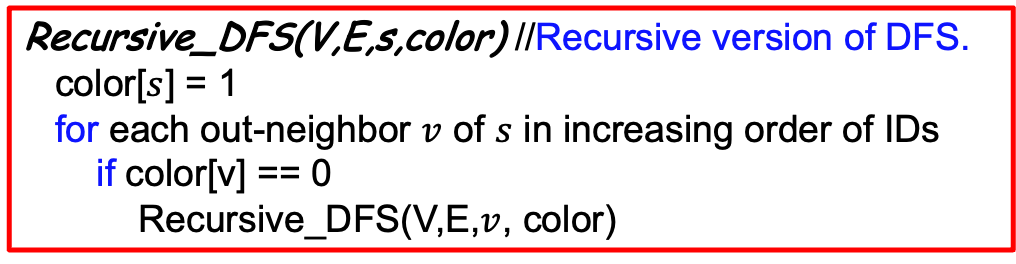 Recursive_DFS(V,E,s,color) //Recursive version of DFS.
color[𝑠] = 1
for each out-neighbor 𝑣 of 𝑠 in increasing order of IDs
if color[v] == 0
Recursive_DFS(V,E,𝑣, color)